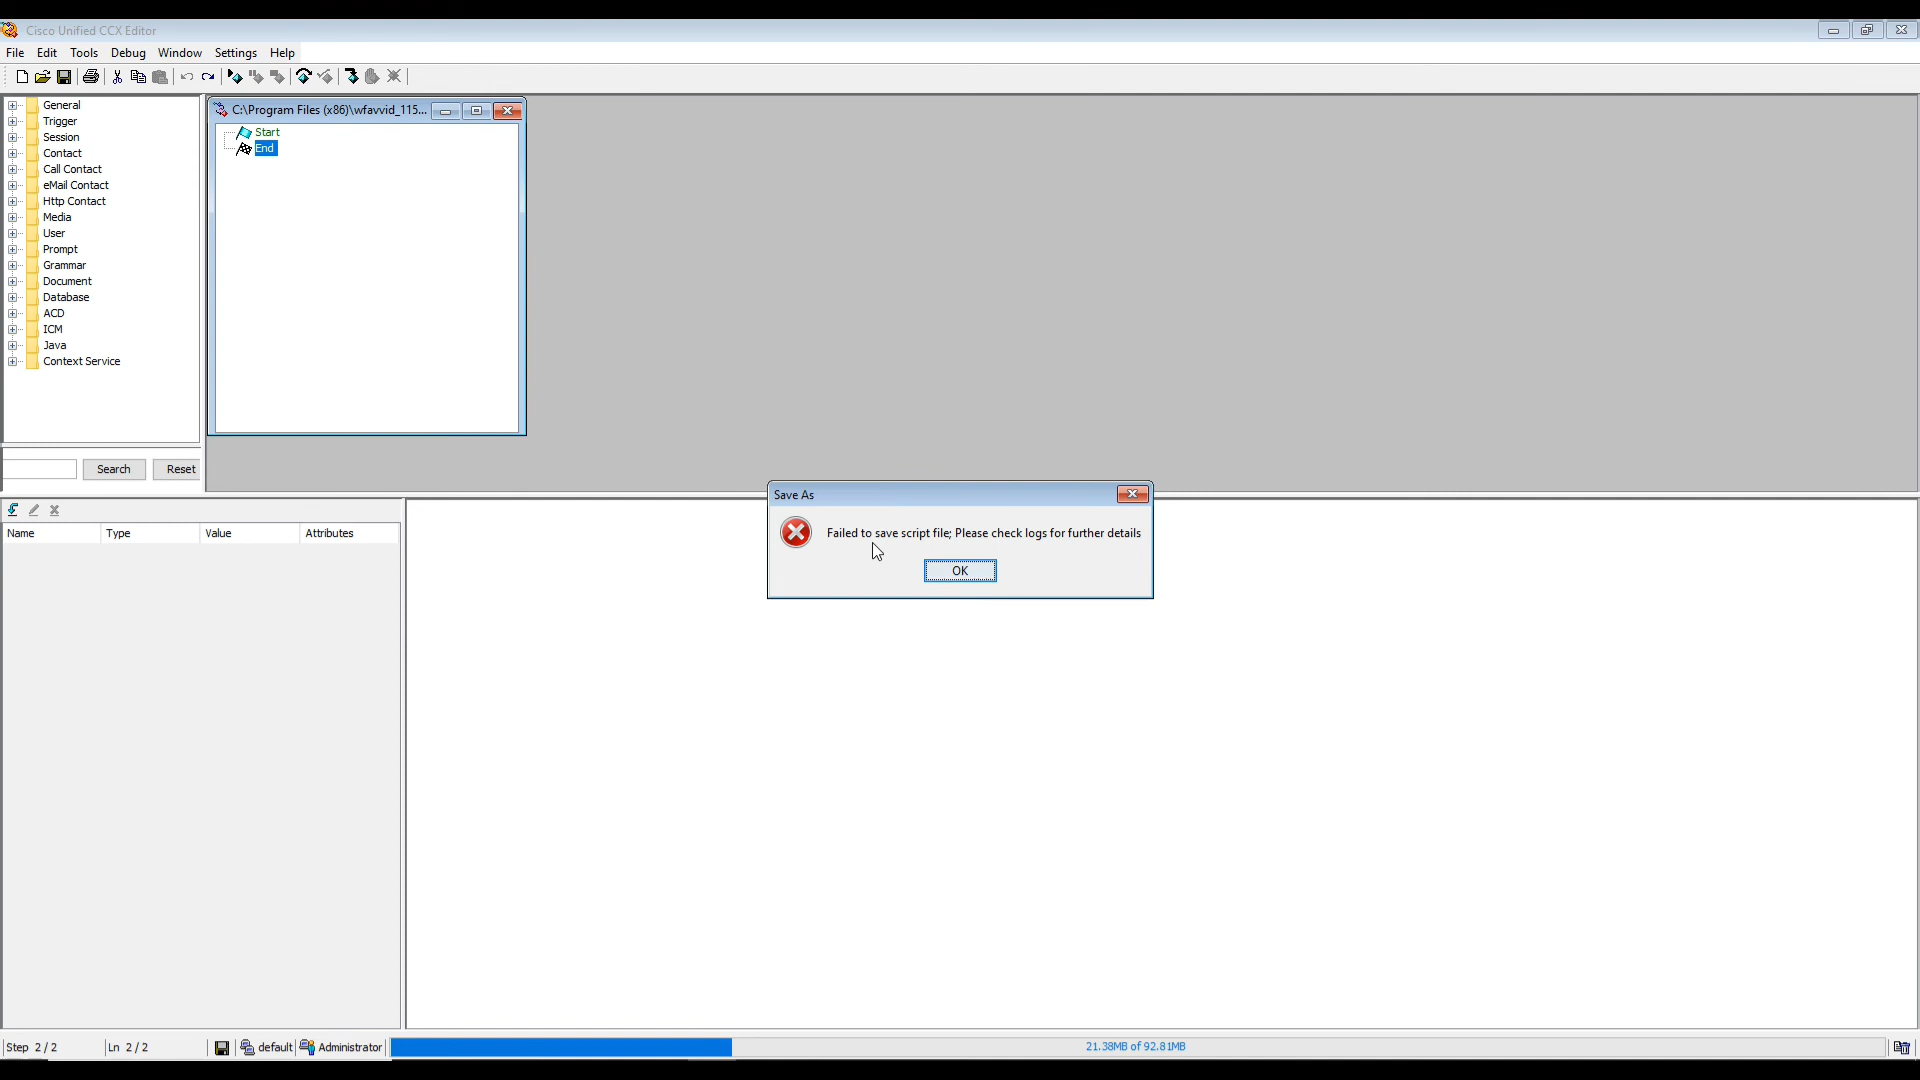 Cisco Unified CCX Editor
File Edit Tools Debug Window Settings Help
General
Trigger
Session
Contact
Call Contact
eMail Contact
Http Contact
Media
User
Prompt
Grammar
Document
Database
ACD
ICM
Java
Context Service
Search Reset
C:\Program Files (x86)\wfavvid_115...
Start
End
Save As
Failed to save script file; Please check logs for further details
OK
Name Type Value Attributes
Step 2 / 2 Ln 2 / 2 default Administrator 21.38MB of 92.81MB